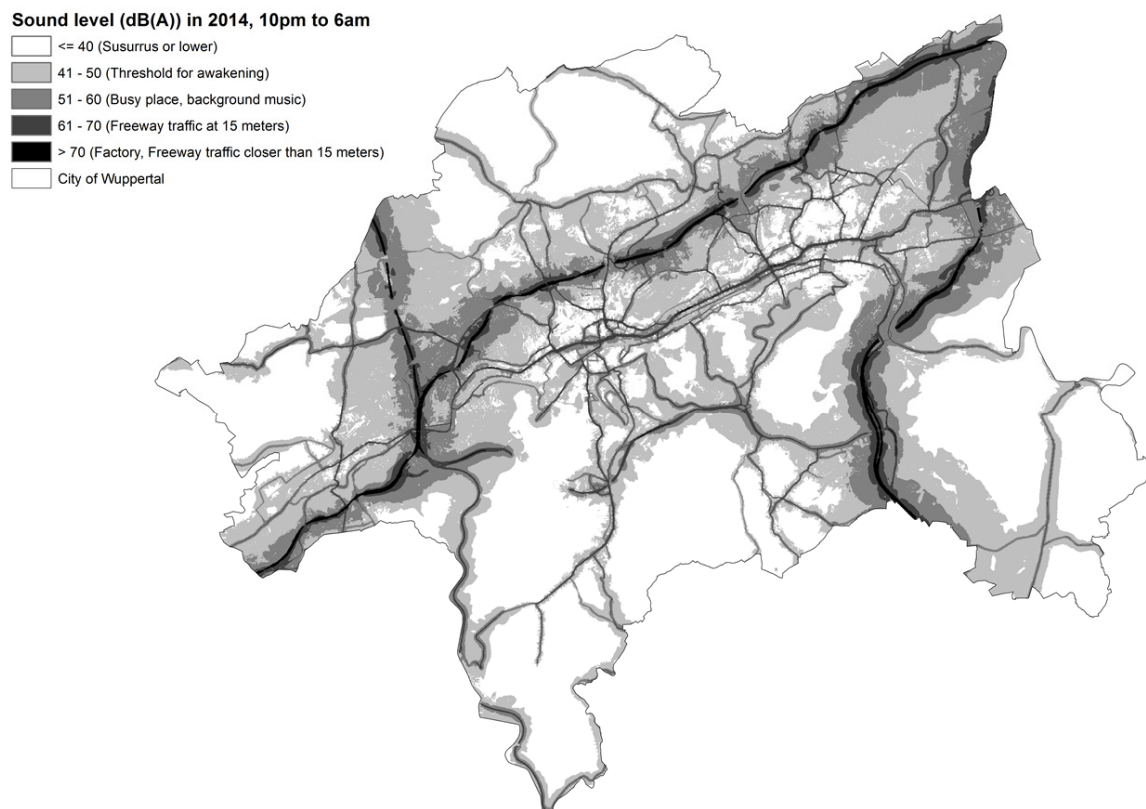 Sound level (dB(A)) in 2014, 10pm to 6am
<= 40 (Susurrus or lower)
41 - 50 (Threshold for awakening)
51 - 60 (Busy place, background music)
61 - 70 (Freeway traffic at 15 meters)
> 70 (Factory, Freeway traffic closer than 15 meters)
City of Wuppertal